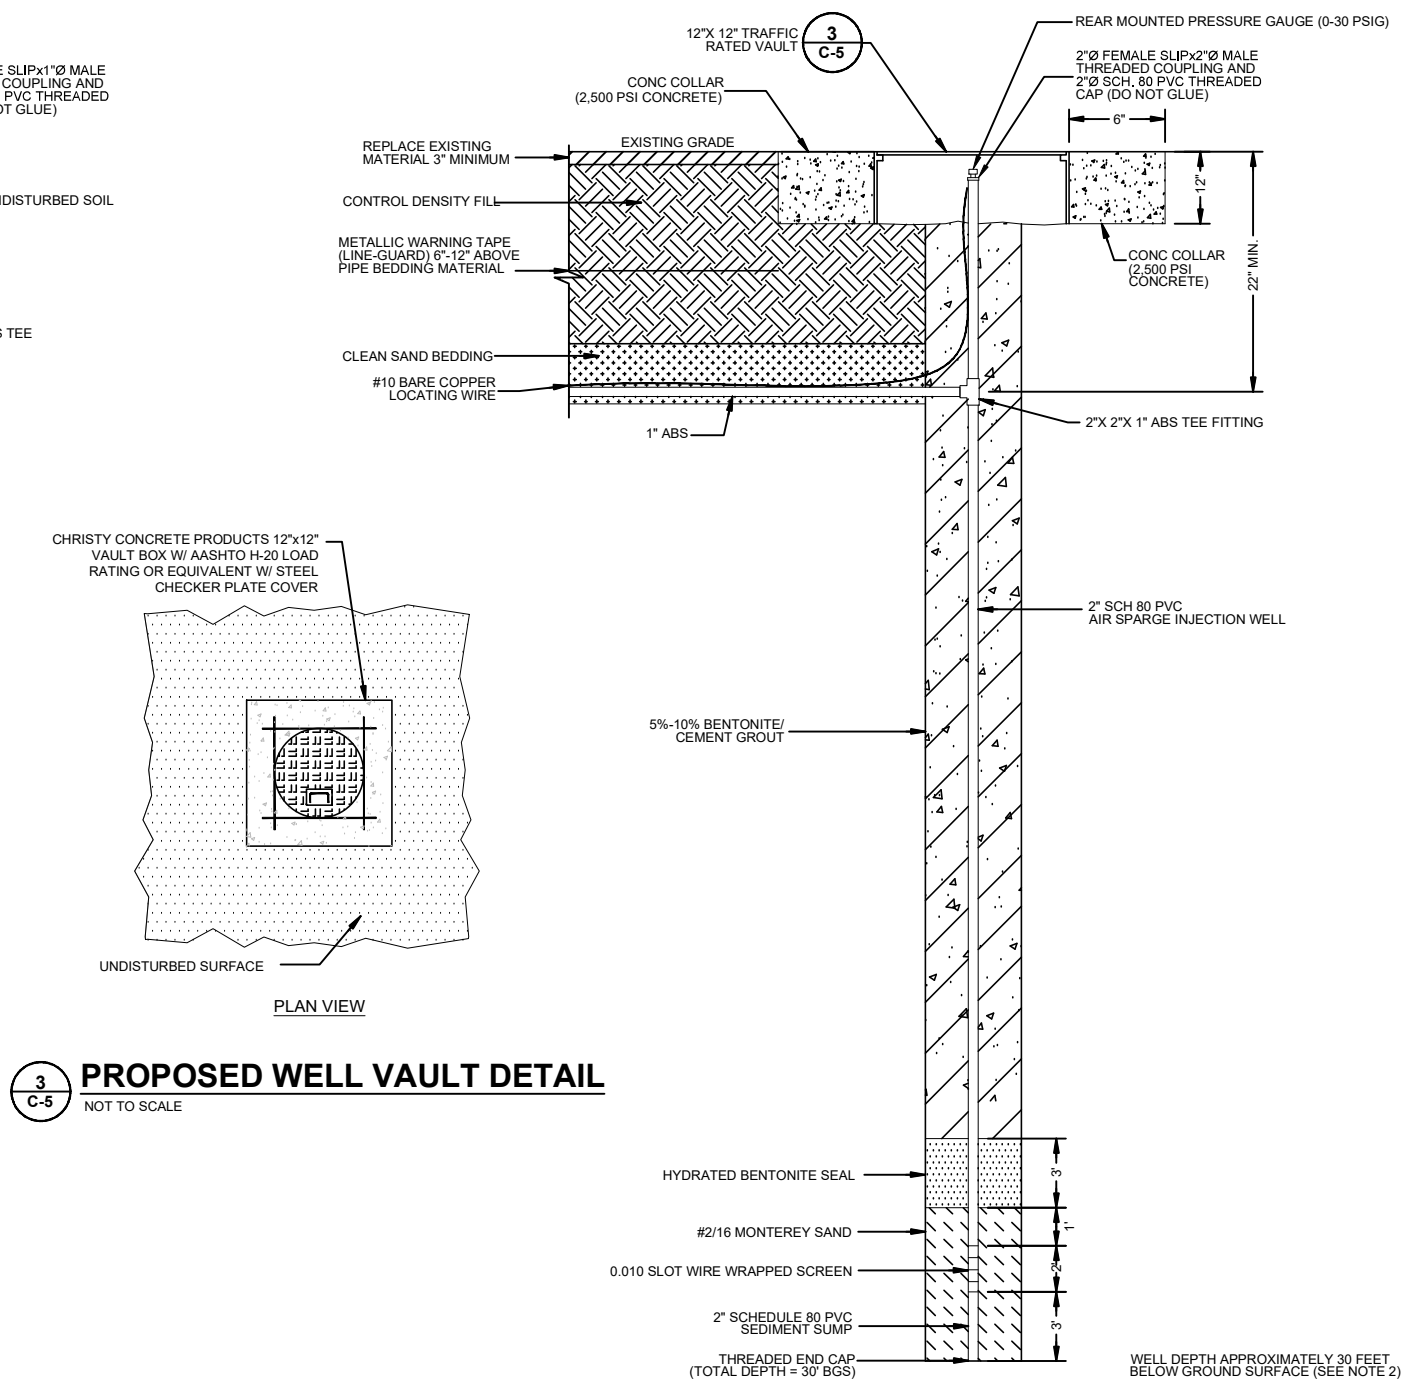 12"X 12" TRAFFIC
RATED VAULT
3
C-5
REAR MOUNTED PRESSURE GAUGE (0-30 PSIG)
2"Ø FEMALE SLIPx2"Ø MALE
THREADED COUPLING AND
2"Ø SCH. 80 PVC THREADED
CAP (DO NOT GLUE)
SLIPx1"Ø MALE
COUPLING AND
PVC THREADED
GLUE)
CONC COLLAR
(2,500 PSI CONCRETE)
6"
REPLACE EXISTING
MATERIAL 3" MINIMUM
EXISTING GRADE
12"
CONTROL DENSITY FILL
SOIL
METALLIC WARNING TAPE
(LINE-GUARD) 6"-12" ABOVE
PIPE BEDDING MATERIAL
CONC COLLAR
(2,500 PSI
CONCRETE)
22" MIN.
TEE
CLEAN SAND BEDDING
#10 BARE COPPER
LOCATING WIRE
1" ABS
2"X 2"X 1" ABS TEE FITTING
CHRISTY CONCRETE PRODUCTS 12"x12"
VAULT BOX W/ AASHTO H-20 LOAD
RATING OR EQUIVALENT W/ STEEL
CHECKER PLATE COVER
2" SCH 80 PVC
AIR SPARGE INJECTION WELL
5%-10% BENTONITE/
CEMENT GROUT
UNDISTURBED SURFACE
PLAN VIEW
3
C-5
PROPOSED WELL VAULT DETAIL
NOT TO SCALE
HYDRATED BENTONITE SEAL
3'
#2/16 MONTEREY SAND
1'
0.010 SLOT WIRE WRAPPED SCREEN
2'
2" SCHEDULE 80 PVC
SEDIMENT SUMP
3'
THREADED END CAP
(TOTAL DEPTH = 30' BGS)
WELL DEPTH APPROXIMATELY 30 FEET
BELOW GROUND SURFACE (SEE NOTE 2)